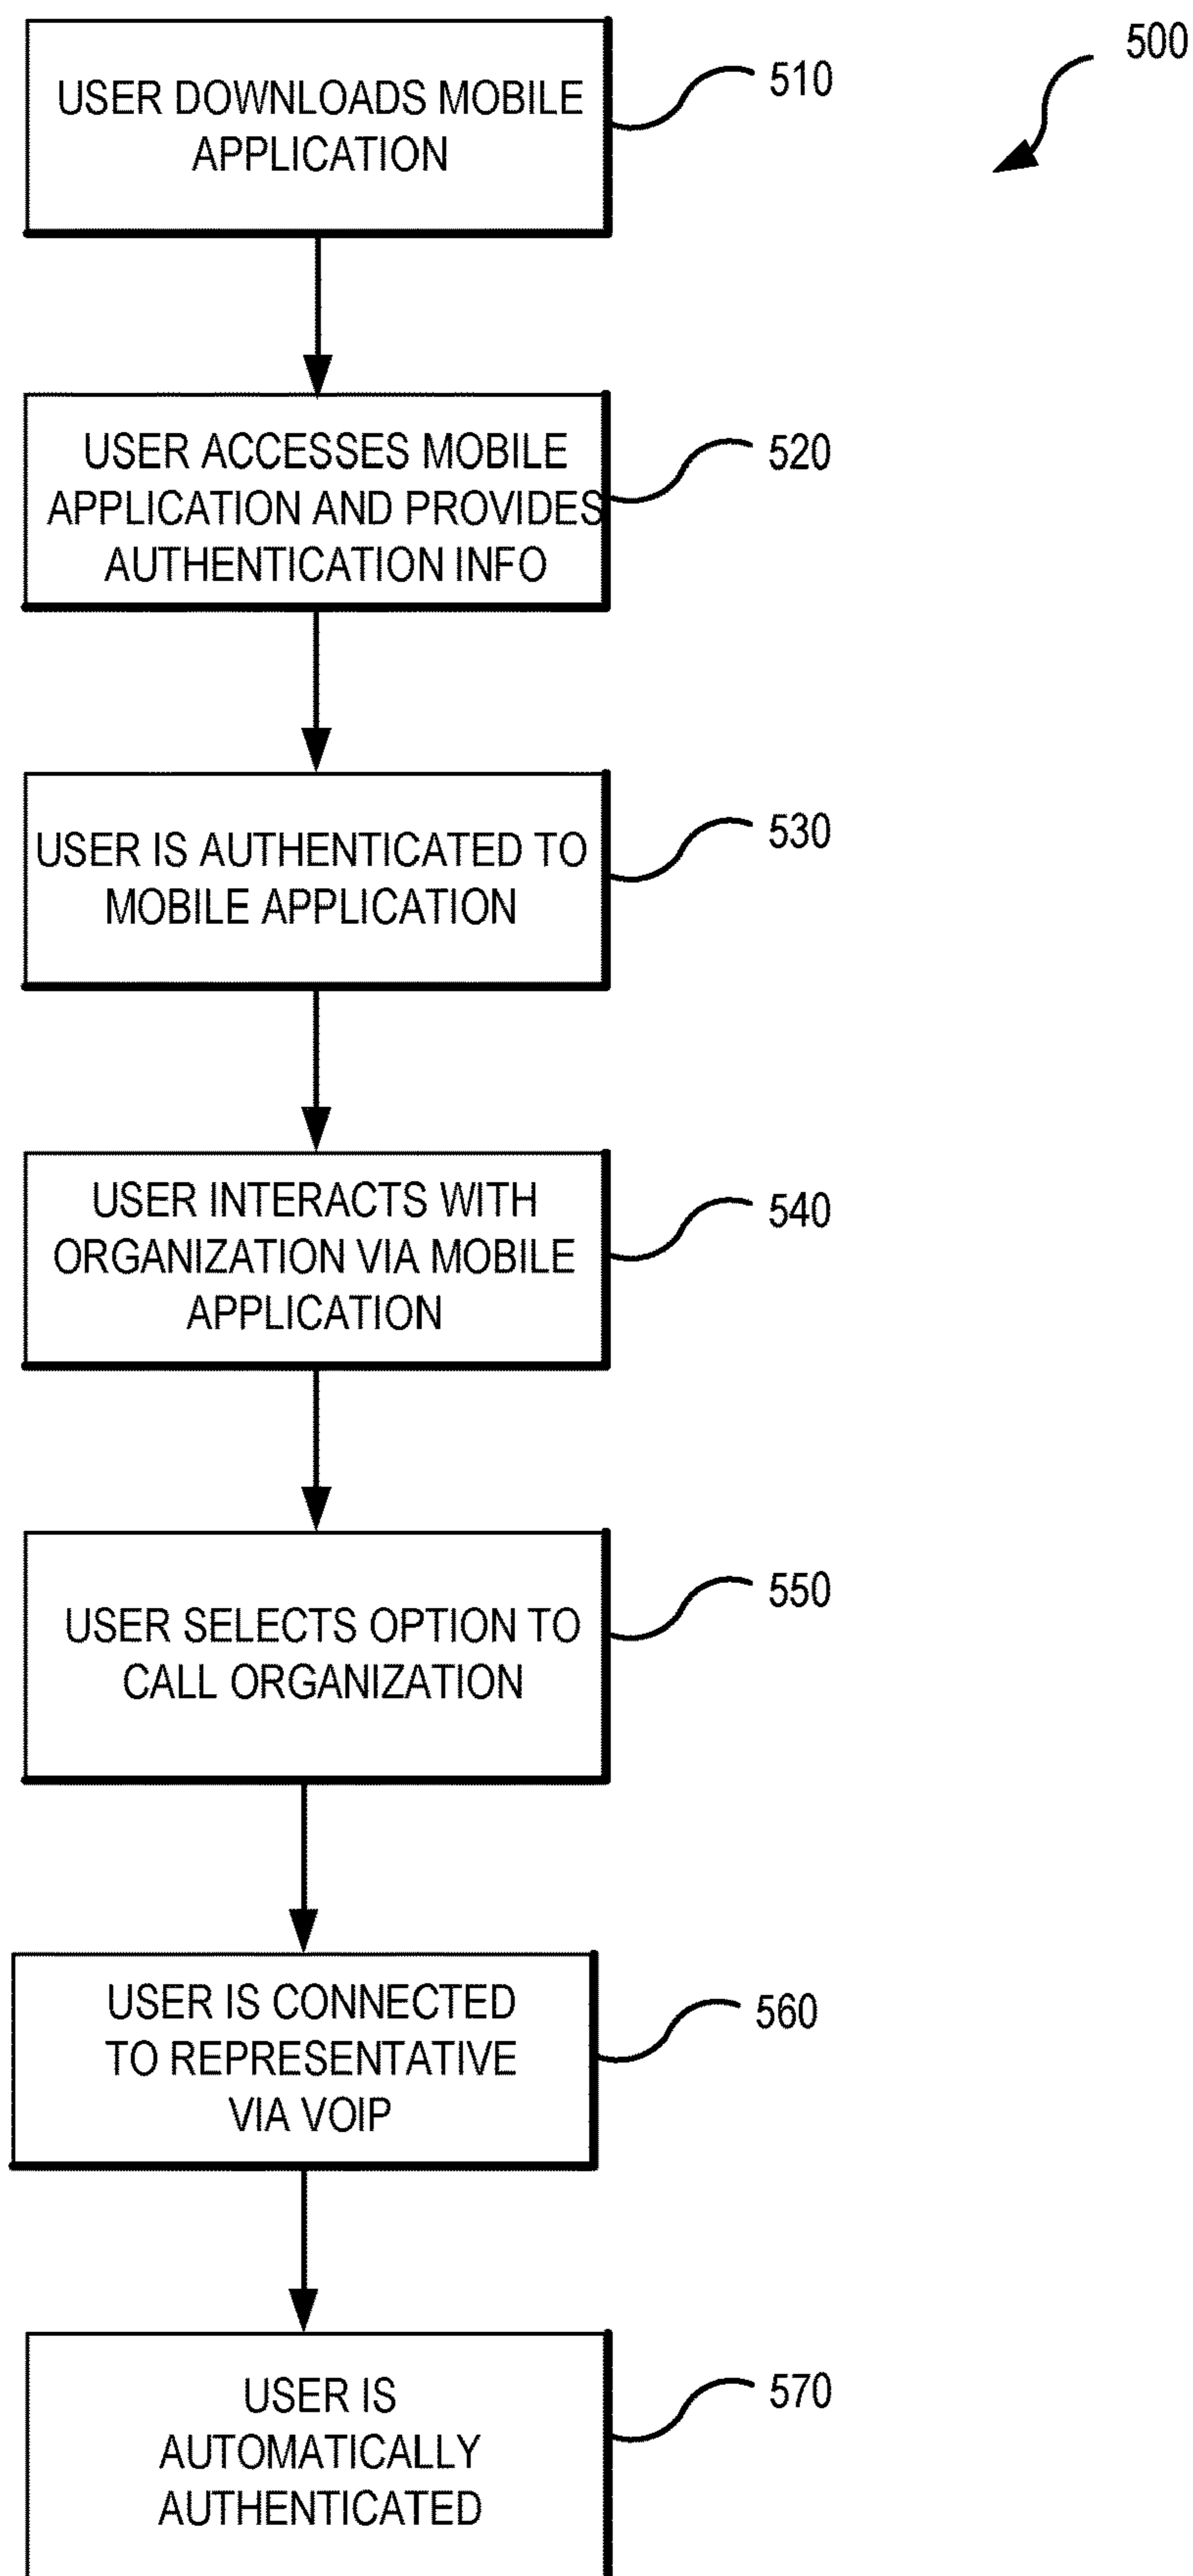 500
USER DOWNLOADS MOBILE
APPLICATION
510
USER ACCESSES MOBILE
APPLICATION AND PROVIDES
AUTHENTICATION INFO
520
USER IS AUTHENTICATED TO
MOBILE APPLICATION
530
USER INTERACTS WITH
ORGANIZATION VIA MOBILE
APPLICATION
540
USER SELECTS OPTION TO
CALL ORGANIZATION
550
USER IS CONNECTED
TO REPRESENTATIVE
VIA VOIP
560
USER IS
AUTOMATICALLY
AUTHENTICATED
570